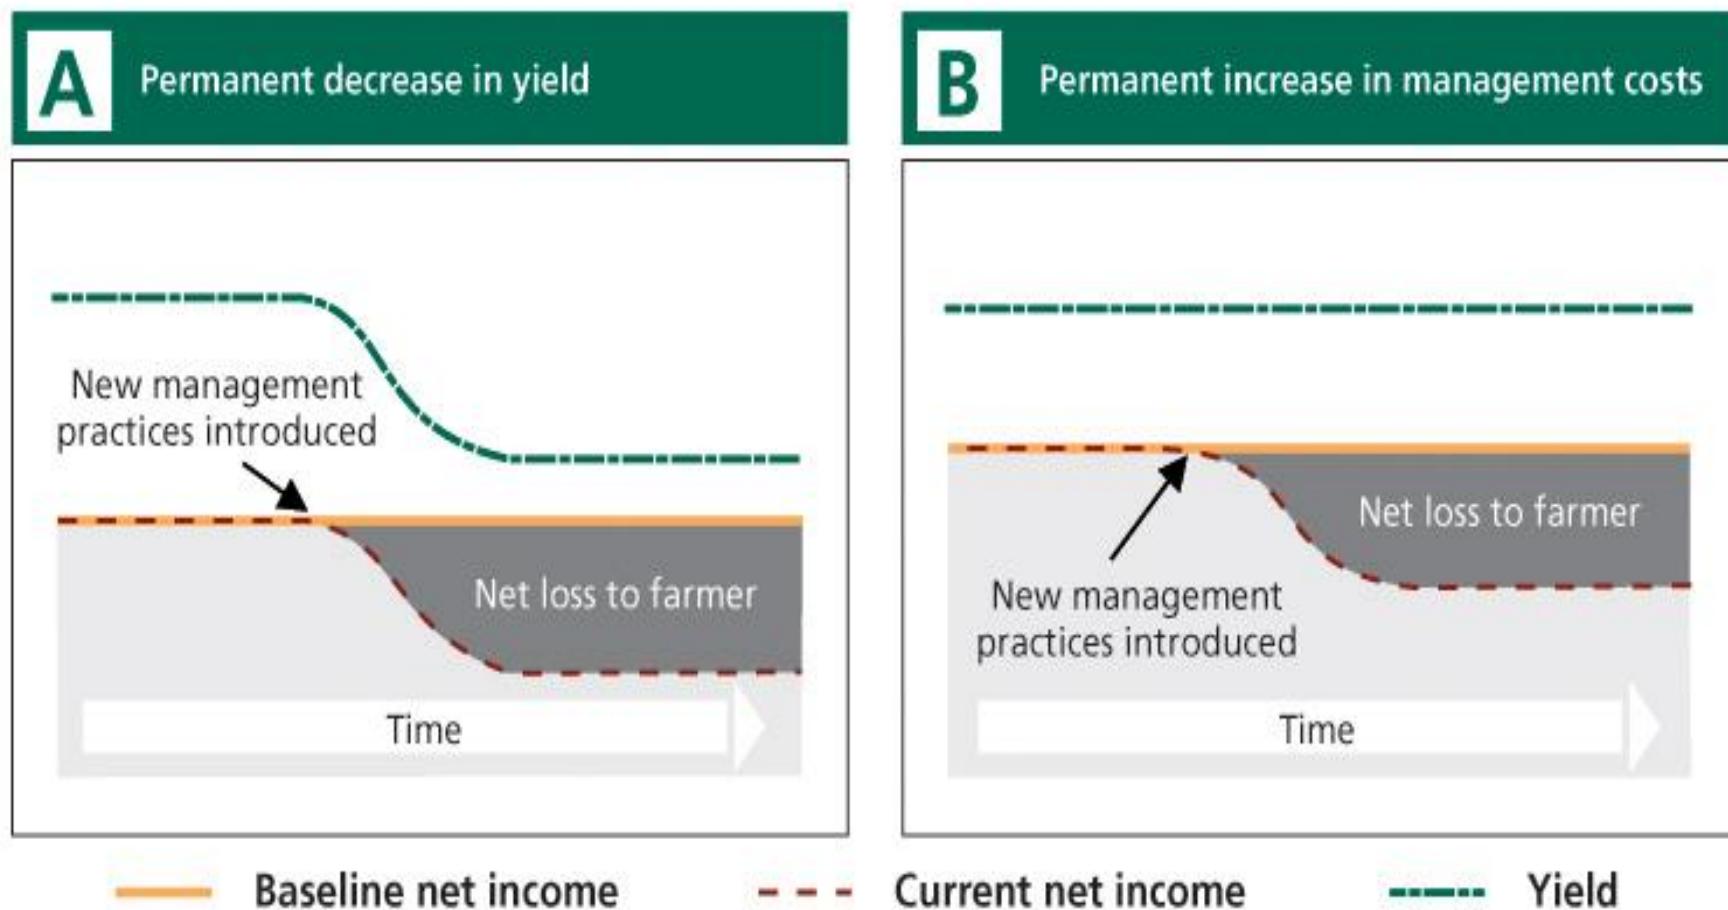 A
Permanent decrease in yield
New management
practices introduced
Net loss to farmer
Time
B
Permanent increase in management costs
Net loss to farmer
New management
practices introduced
Time
Baseline net income
Current net income
Yield